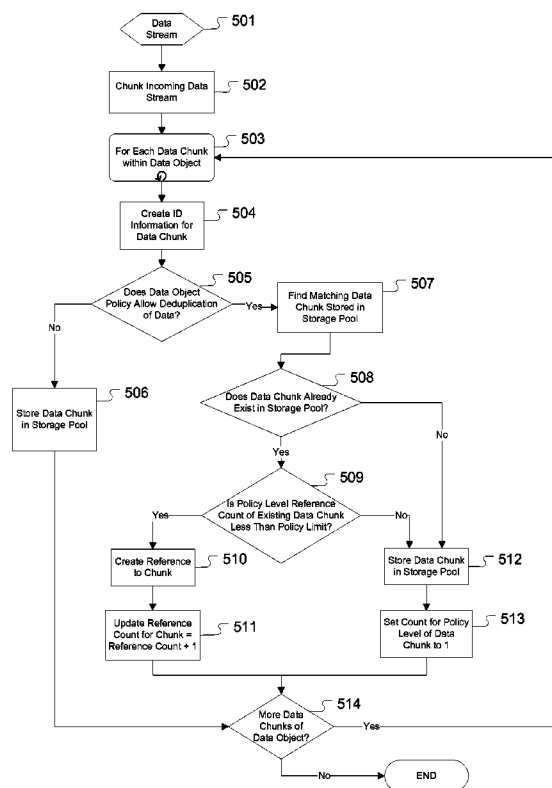 Data
Stream
501
Chunk Incoming Data
Stream
502
For Each Data Chunk
within Data Object
503
Create ID
Information for
Data Chunk
504
Does Data Object
Policy Allow Deduplication
of Data?
505
Yes
No
Find Matching Data
Chunk Stored in
Storage Pool
507
Store Data Chunk
in Storage Pool
506
Does Data Chunk Already
Exist in Storage Pool?
508
No
Yes
Is Policy Level Reference
Count of Existing Data Chunk
Less Than Policy Limit?
509
Yes
No
Create Reference
to Chunk
510
Store Data Chunk
in Storage Pool
512
Update Reference
Count for Chunk =
Reference Count + 1
511
Set Count for Policy
Level of Data
Chunk to 1
513
More Data
Chunks of
Data Object?
514
Yes
No
END